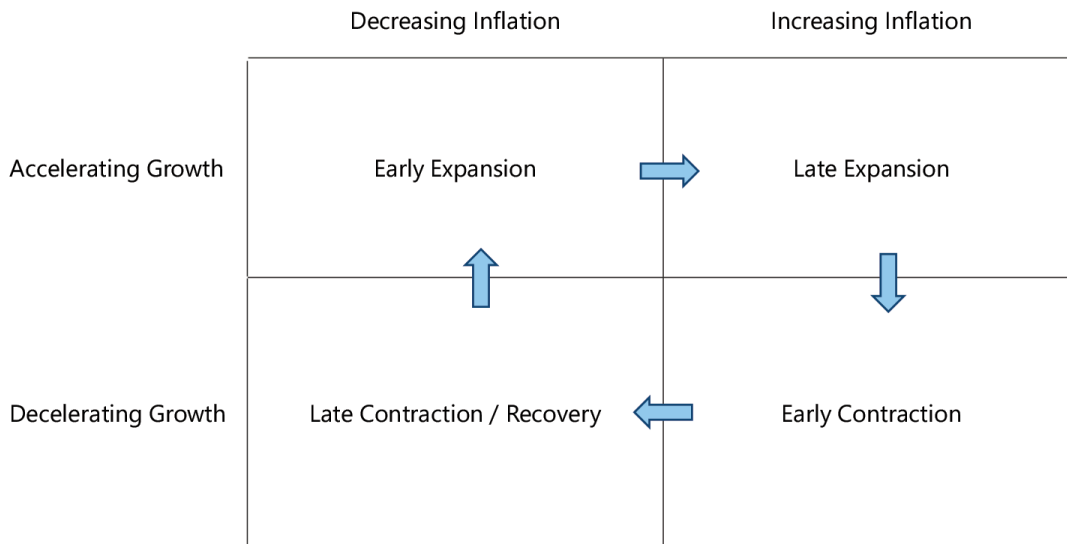 Decreasing Inflation
Increasing Inflation
Accelerating Growth
Early Expansion
Late Expansion
Decelerating Growth
Late Contraction / Recovery
Early Contraction